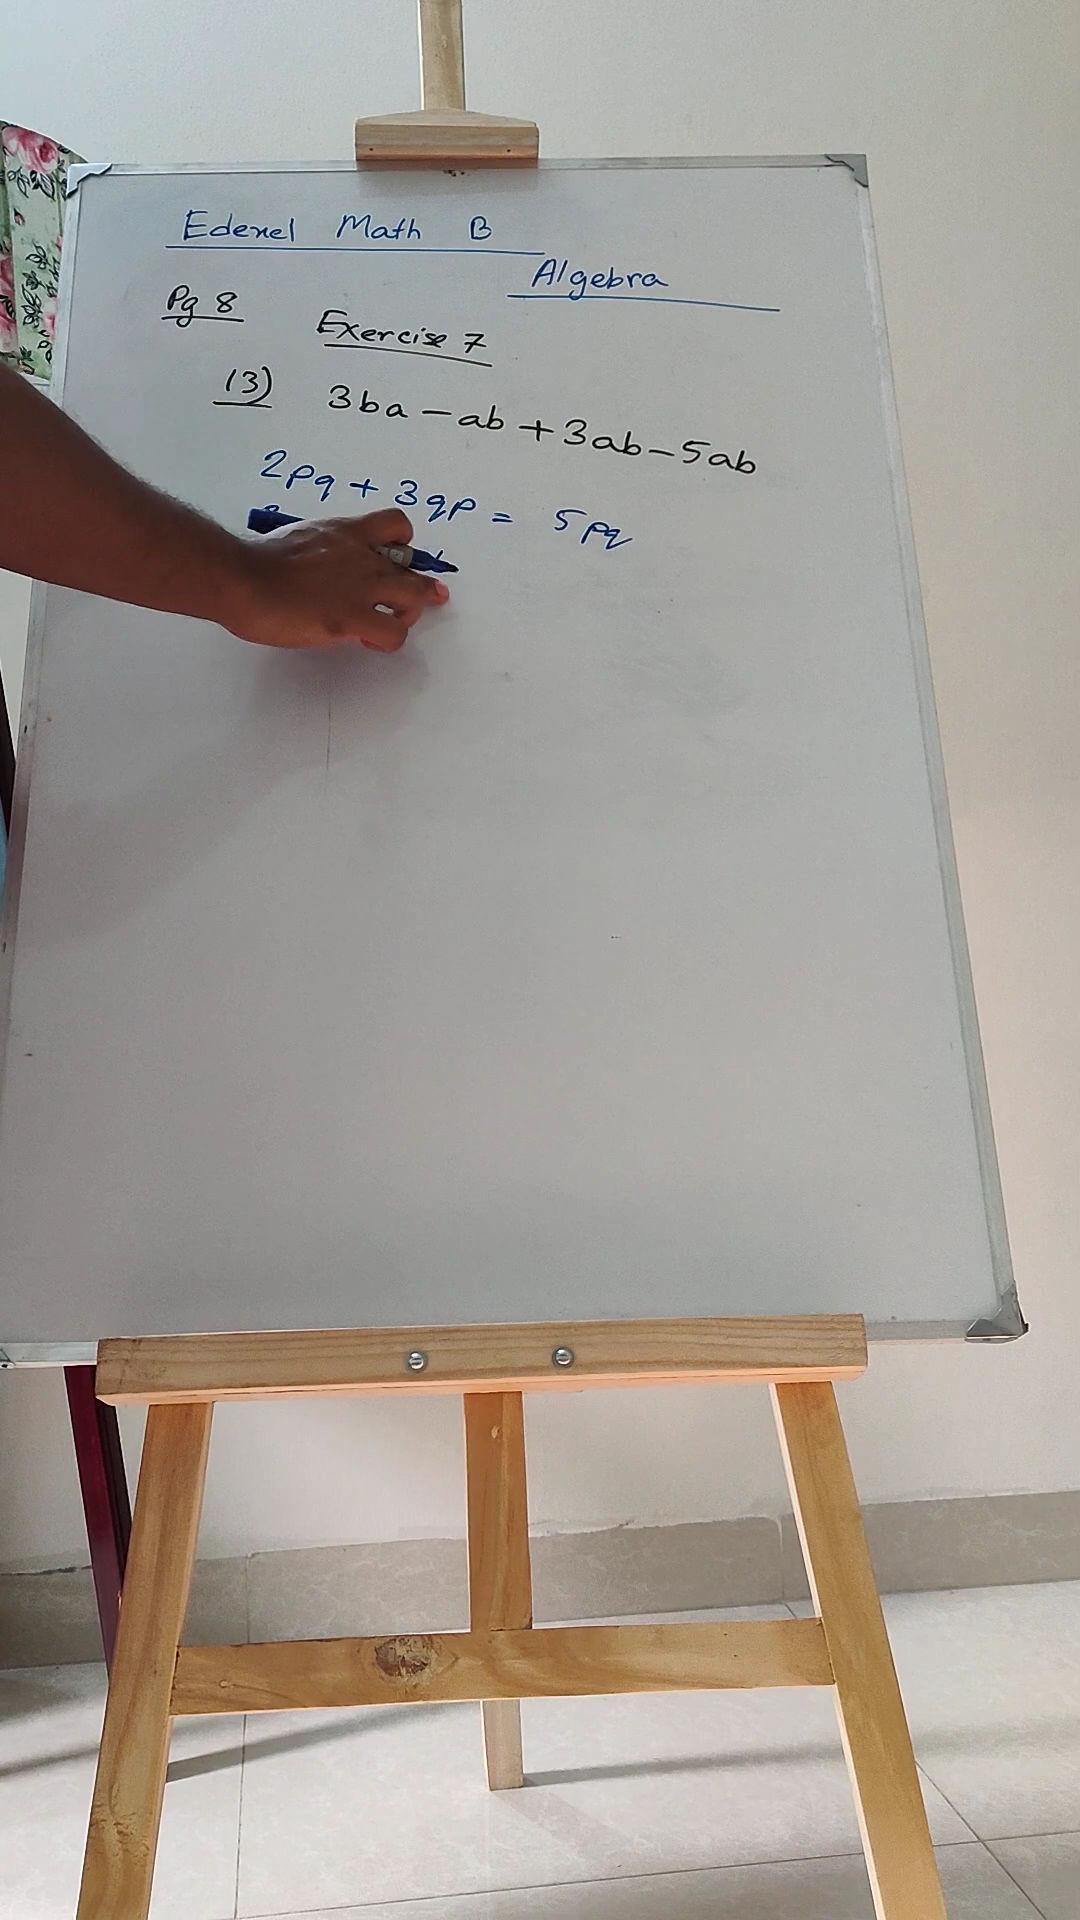 Edexel Math B
Algebra
Pg 8
Exercise 7
13) 3ba - ab + 3ab - 5ab
2pq + 3qp = 5pq